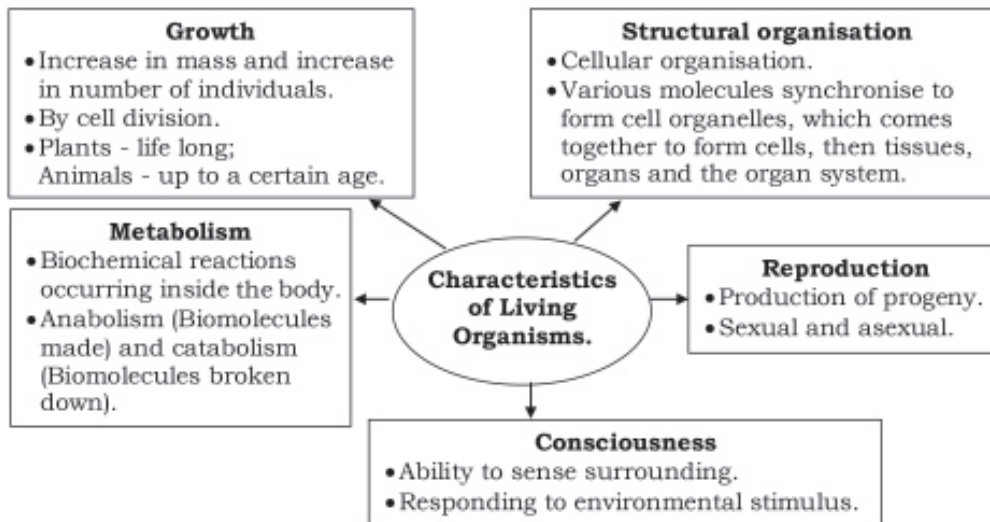 Growth
• Increase in mass and increase
in number of individuals.
• By cell division.
• Plants - life long;
Animals - up to a certain age.
Structural organisation
• Cellular organisation.
• Various molecules synchronise to
form cell organelles, which comes
together to form cells, then tissues,
organs and the organ system.
Metabolism
• Biochemical reactions
occurring inside the body.
• Anabolism (Biomolecules
made) and catabolism
(Biomolecules broken
down).
Characteristics
of Living
Organisms.
Reproduction
• Production of progeny.
• Sexual and asexual.
Consciousness
• Ability to sense surrounding.
• Responding to environmental stimulus.